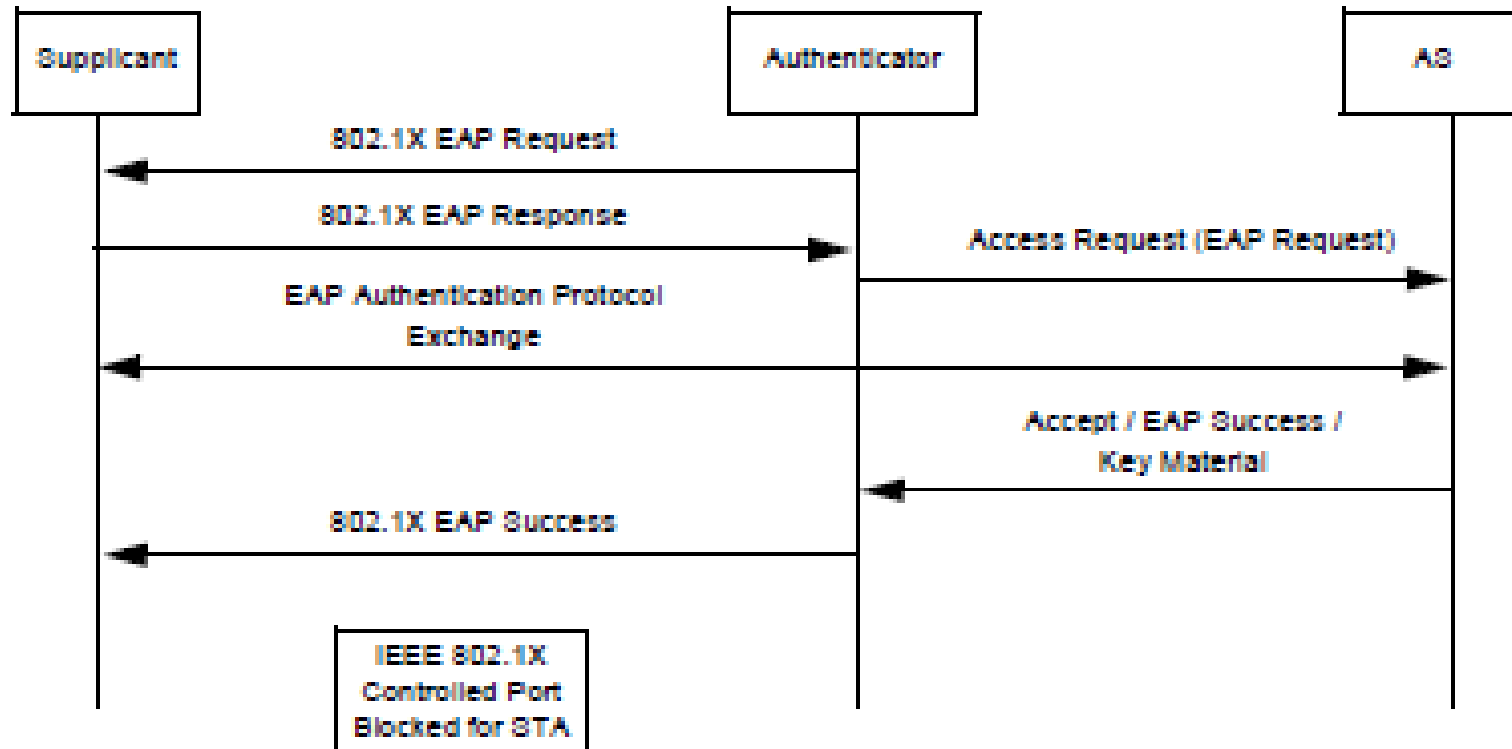 Supplicant
Authenticator
AS
802.1X EAP Request
802.1X EAP Response
Access Request (EAP Request)
EAP Authentication Protocol
Exchange
Accept / EAP Success /
Key Material
802.1X EAP Success
IEEE 802.1X
Controlled Port
Blocked for STA